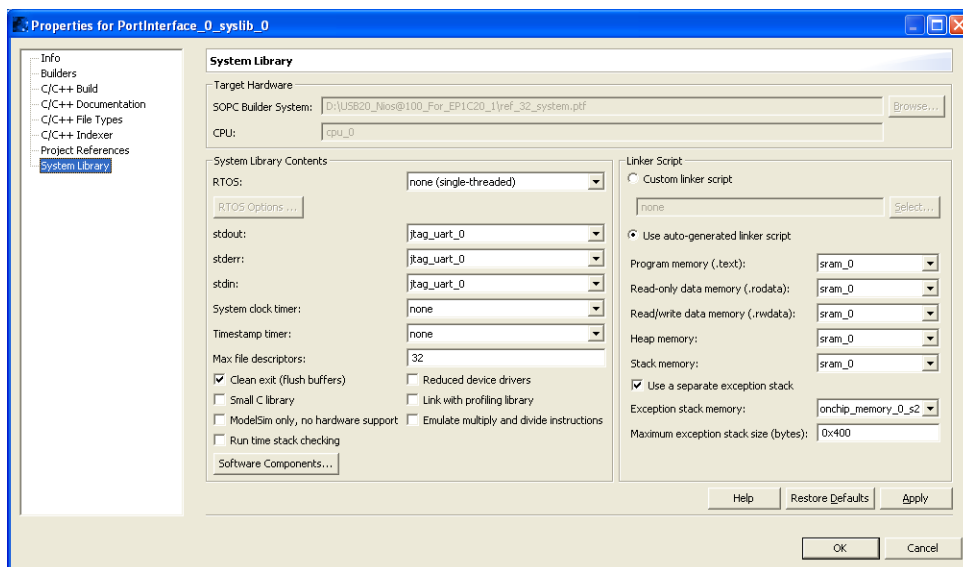 Properties for PortInterface_0_syslib_0
Info
Builders
C/C++ Build
C/C++ Documentation
C/C++ File Types
C/C++ Indexer
Project References
System Library
System Library
Target Hardware
SOPC Builder System: D:\USB20_Nios@100_For_EP1C20_1\ref_32_system.ptf Browse...
CPU: cpu_0
System Library Contents
RTOS: none (single-threaded)
RTOS Options ...
stdout: jtag_uart_0
stderr: jtag_uart_0
stdin: jtag_uart_0
System clock timer: none
Timestamp timer: none
Max file descriptors: 32
Clean exit (flush buffers) Reduced device drivers
Small C library Link with profiling library
ModelSim only, no hardware support Emulate multiply and divide instructions
Run time stack checking
Software Components...
Linker Script
Custom linker script
none Select...
Use auto-generated linker script
Program memory (.text): sram_0
Read-only data memory (.rodata): sram_0
Read/write data memory (.rwdata): sram_0
Heap memory: sram_0
Stack memory: sram_0
Use a separate exception stack
Exception stack memory: onchip_memory_0_s2
Maximum exception stack size (bytes): 0x400
Help Restore Defaults Apply
OK Cancel